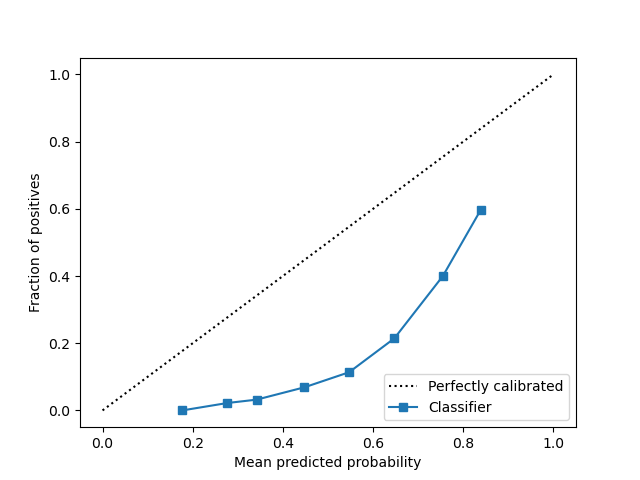 1.0
0.8
0.6
0.4
0.2
0.0
Fraction of positives
Perfectly calibrated
Classifier
0.0 0.2 0.4 0.6 0.8 1.0
Mean predicted probability